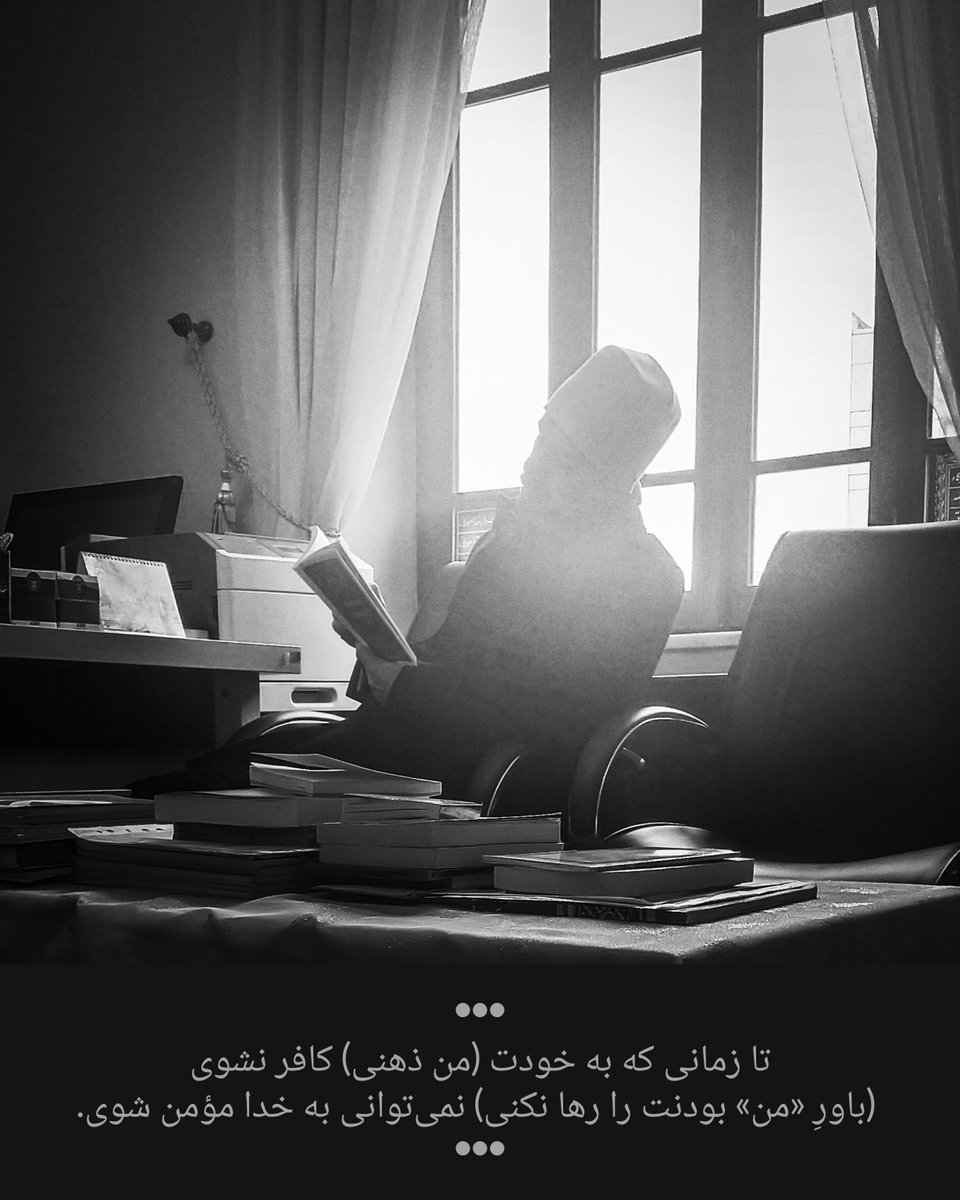 تا زمانی که به خودت (من ذهنی) کافر نشوی
(باورِ «من» بودنت را رها نکنی) نمی‌توانی به خدا مؤمن شوی.